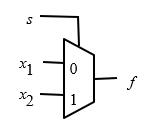 s
x₁ 0 f
x₂ 1